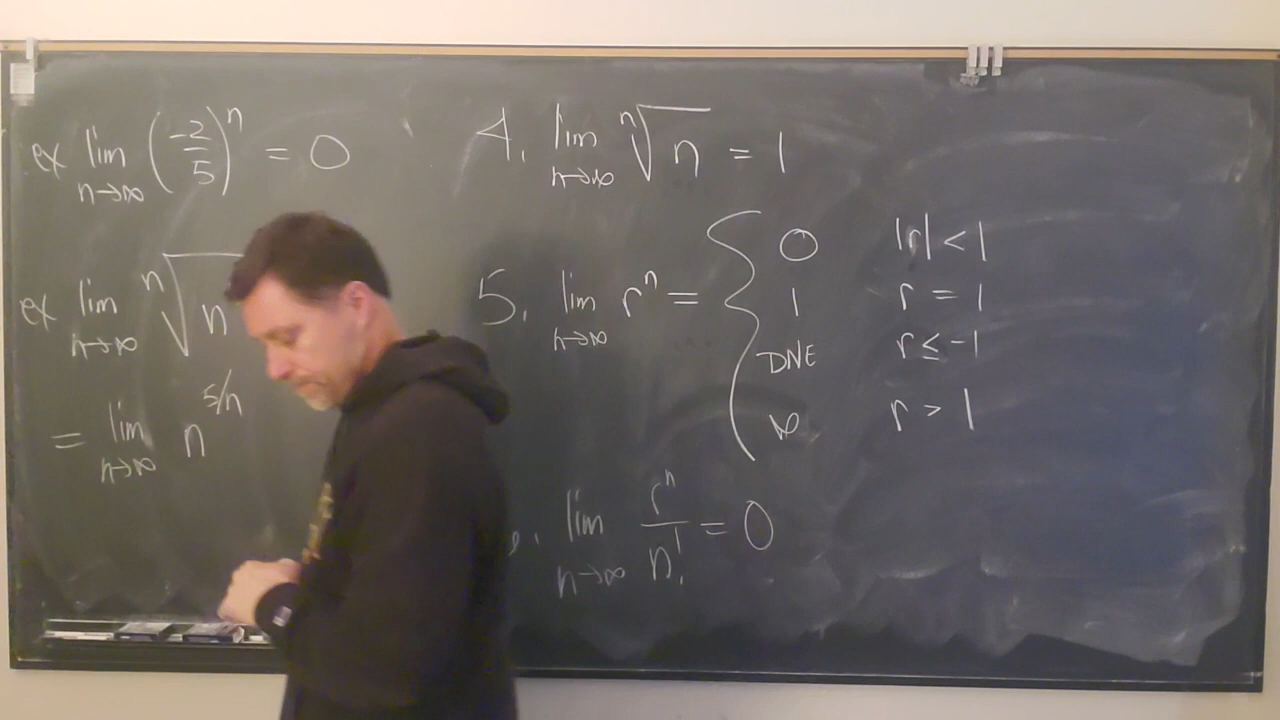 ex lim n→∞ (-2/5)^n = 0
ex lim n→∞ ⁿ√n
= lim n→∞ n^5/n
4. lim n→∞ ⁿ√n = 1
5. lim n→∞ r^n = { 0 |r| < 1
1 r = 1
DNE r ≤ -1
∞ r > 1
lim n→∞ r^n/n! = 0